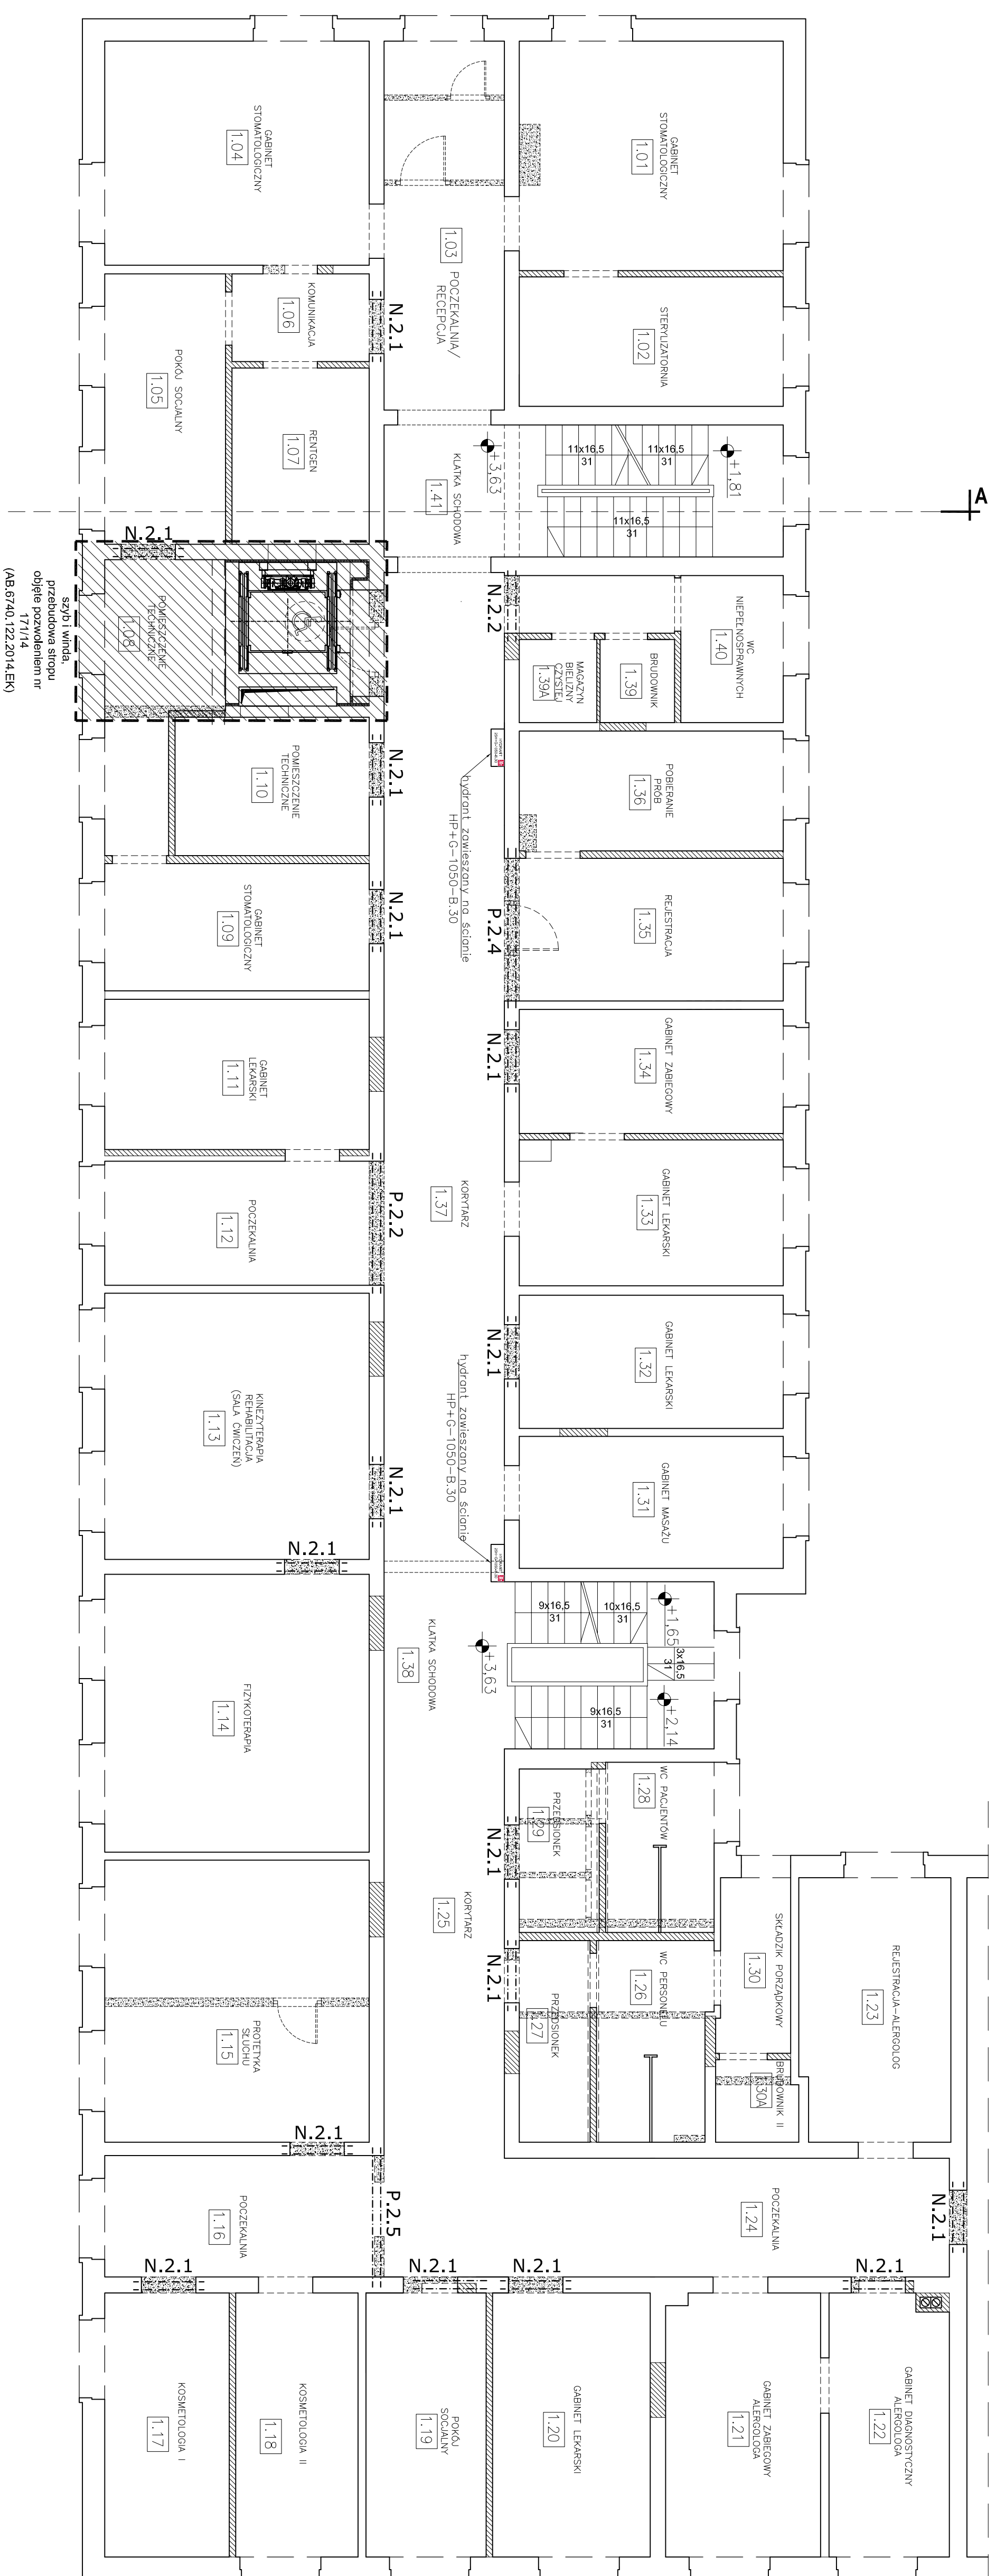 GABINET
STOMATOLOGICZNY
1.04
GABINET
STOMATOLOGICZNY
1.01
1.03
POCZEKALNIA/
RECEPCJA
KOMUNIKACJA
1.06
N.2.1
STERYLIZATORNIA
1.02
POKÓJ SOCJALNY
1.05
RENTGEN
1.07
KLATKA SCHODOWA
1.41
+3,63
11x16,5
31
11x16,5
31
11x16,5
31
+1,81
A
N.2.1
POMIESZCZENIE
TECHNICZNE
1.08
szyb i winda,
przebudowa stropu
objęte pozwoleniem nr
171/14
(AB.6740.122.2014.EK)
N.2.2
MAGAZYN
BIELIZNY
CZYSTEJ
1.39A
BRUDOWNIK
1.39
WC
NIEPEŁNOSPRAWNYCH
1.40
POMIESZCZENIE
TECHNICZNE
1.10
N.2.1
hydrant zawieszany na ścianie
HP+G-1050-B.30
POBIERANIE
PRÓB
1.36
GABINET
STOMATOLOGICZNY
1.09
N.2.1
P.2.4
REJESTRACJA
1.35
GABINET
LEKARSKI
1.11
N.2.1
GABINET ZABIEGOWY
1.34
POCZEKALNIA
1.12
P.2.2
KORYTARZ
1.37
GABINET LEKARSKI
1.33
KINEZYTERAPIA
REHABILITACJA
(SALA ĆWICZEŃ)
1.13
N.2.1
hydrant zawieszany na ścianie
HP+G-1050-B.30
N.2.1
GABINET LEKARSKI
1.32
GABINET MASAŻU
1.31
N.2.1
FIZYKOTERAPIA
1.14
KLATKA SCHODOWA
1.38
+3,63
9x16,5
31
10x16,5
31
+1,65
3x16,5
31
9x16,5
31
+2,14
PRZEDSIONEK
1.29
WC PACJENTÓW
1.28
N.2.1
KORYTARZ
1.25
N.2.1
PRZEDSIONEK
1.27
WC PERSONELU
1.26
SKŁADZIK PORZĄDKOWY
1.30
BRUDOWNIK II
1.30A
REJESTRACJA-ALERGOLOG
1.23
PROTETYKA
SŁUCHU
1.15
N.2.1
POCZEKALNIA
1.16
P.2.5
POCZEKALNIA
1.24
N.2.1
N.2.1
N.2.1
N.2.1
N.2.1
KOSMETOLOGIA I
1.17
KOSMETOLOGIA II
1.18
POKÓJ
SOCJALNY
1.19
GABINET LEKARSKI
1.20
GABINET ZABIEGOWY
ALERGOLOGA
1.21
GABINET DIAGNOSTYCZNY
ALERGOLOGA
1.22